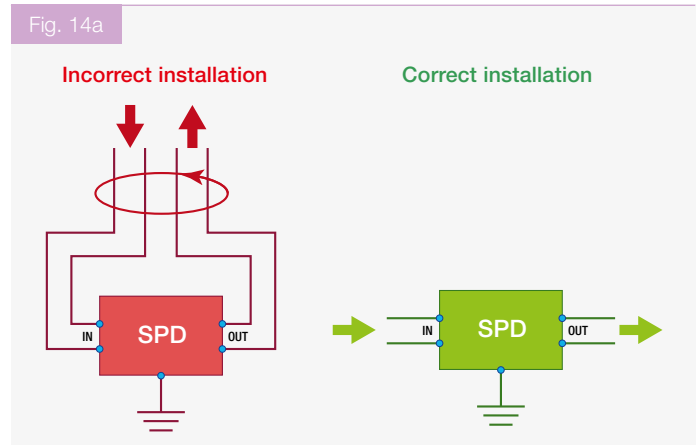 Fig. 14a
Incorrect installation
Correct installation
IN
SPD
OUT
IN
SPD
OUT